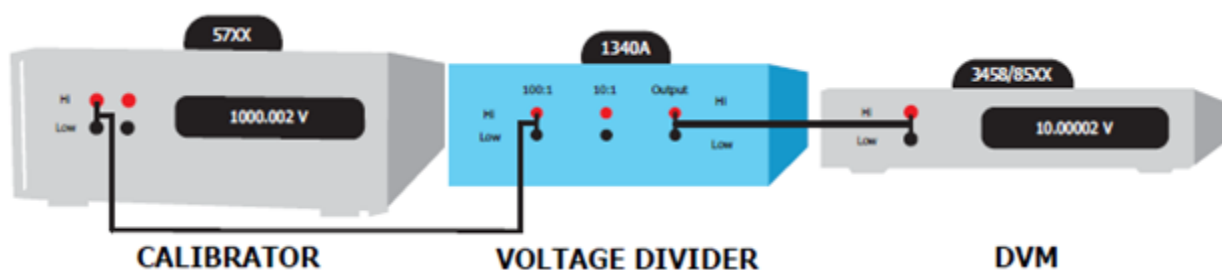 57XX
Hi
Low
1000.002 V
CALIBRATOR
1340A
100:1 10:1 Output
Hi
Low
Hi
Low
VOLTAGE DIVIDER
3458/85XX
Hi
Low
10.00002 V
DVM